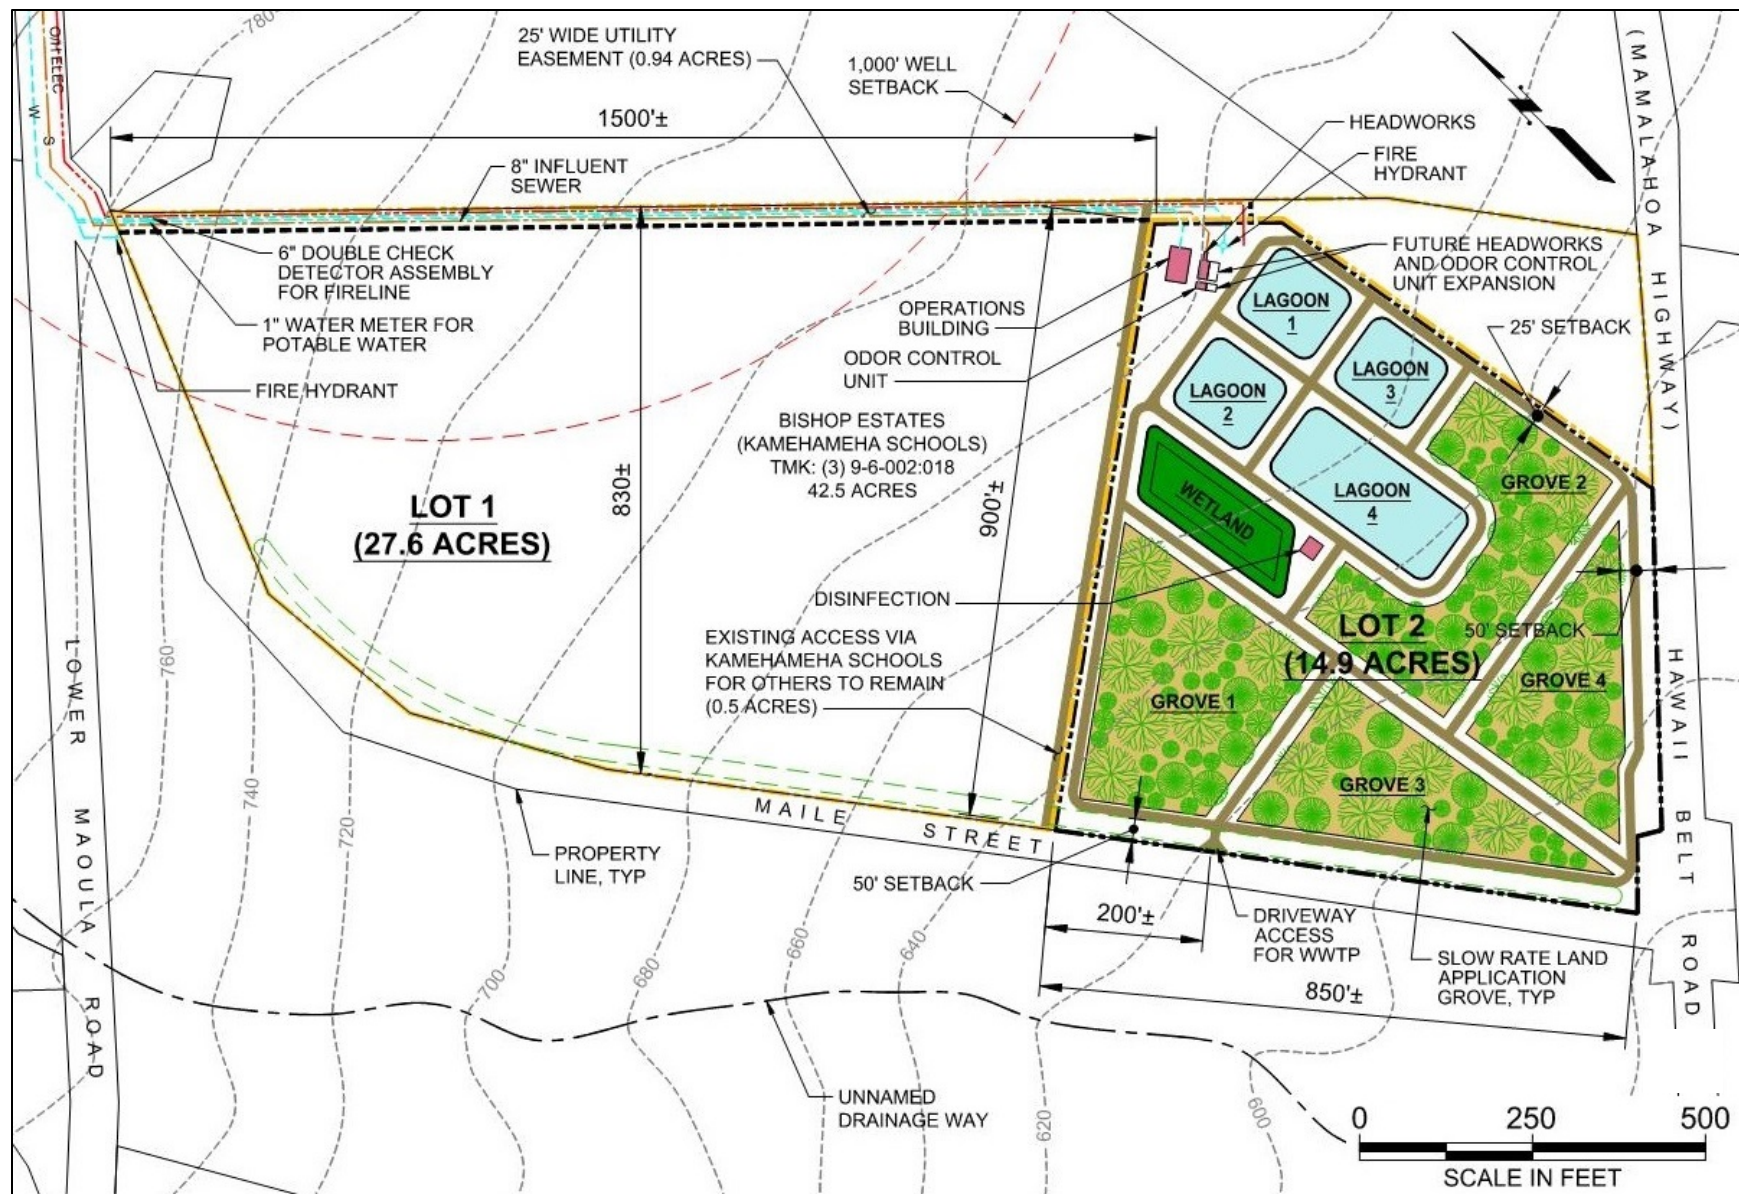 780
OH ELEC
W
S
25' WIDE UTILITY
EASEMENT (0.94 ACRES)
1,000' WELL
SETBACK
1500'±
HEADWORKS
FIRE
HYDRANT
(MAMALAHOA HIGHWAY)
8" INFLUENT
SEWER
6" DOUBLE CHECK
DETECTOR ASSEMBLY
FOR FIRELINE
1" WATER METER FOR
POTABLE WATER
FIRE HYDRANT
OPERATIONS
BUILDING
ODOR CONTROL
UNIT
FUTURE HEADWORKS
AND ODOR CONTROL
UNIT EXPANSION
25' SETBACK
LAGOON
1
LAGOON
2
LAGOON
3
LAGOON
4
BISHOP ESTATES
(KAMEHAMEHA SCHOOLS)
TMK: (3) 9-6-002:018
42.5 ACRES
830±
900'±
LOT 1
(27.6 ACRES)
WETLAND
GROVE 2
DISINFECTION
EXISTING ACCESS VIA
KAMEHAMEHA SCHOOLS
FOR OTHERS TO REMAIN
(0.5 ACRES)
LOT 2
(14.9 ACRES)
50' SETBACK
GROVE 1
GROVE 4
GROVE 3
LOWER MAOULA ROAD
760
740
720
700
680
660
640
620
600
MAILE STREET
HAWAII BELT ROAD
PROPERTY
LINE, TYP
50' SETBACK
200'±
DRIVEWAY
ACCESS
FOR WWTP
SLOW RATE LAND
APPLICATION
GROVE, TYP
850'±
UNNAMED
DRAINAGE WAY
0 250 500
SCALE IN FEET